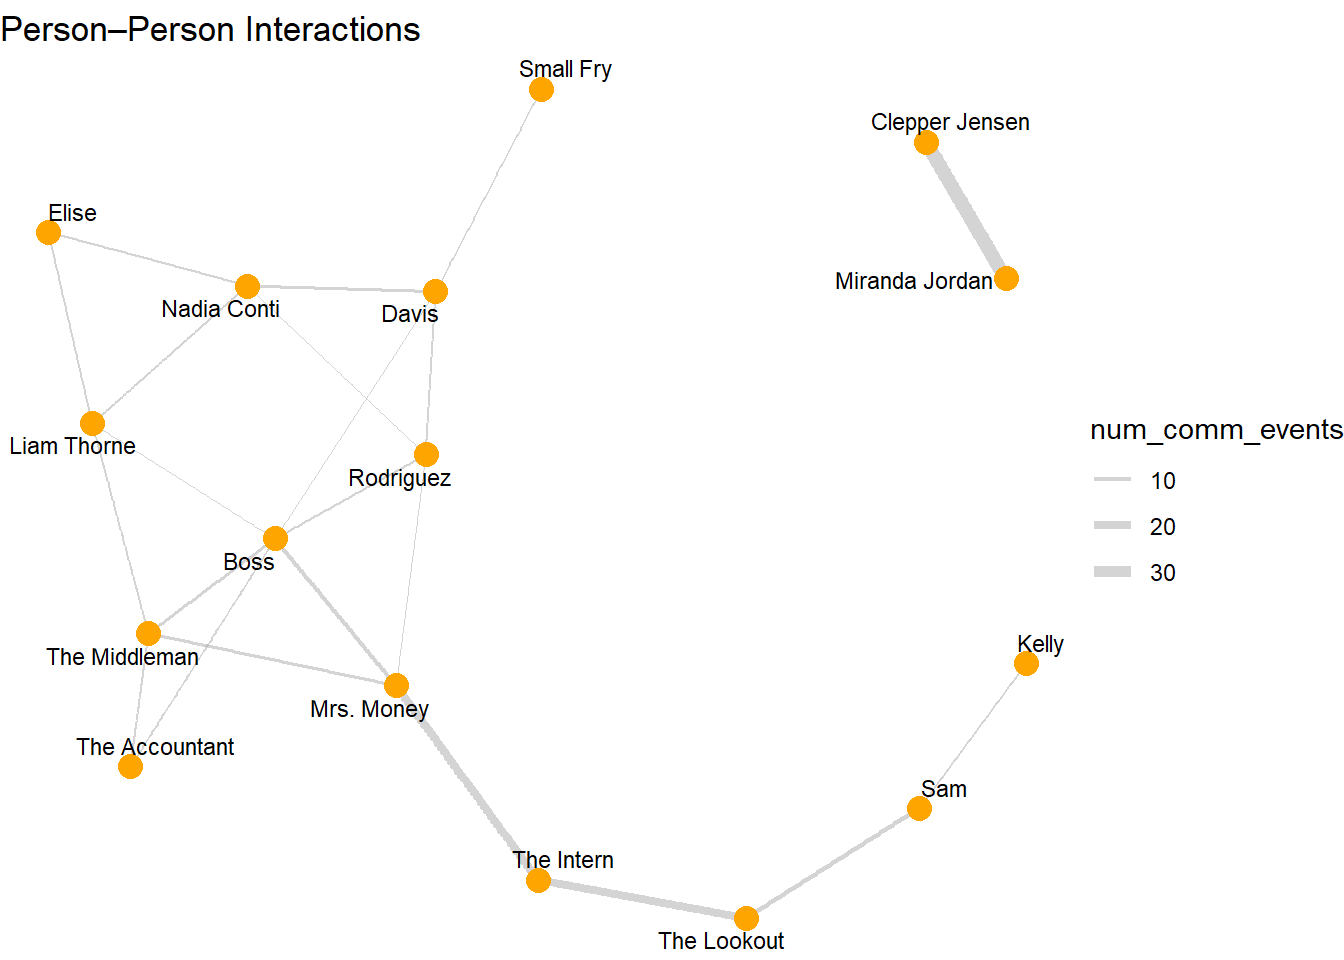 Person–Person Interactions
Small Fry
Clepper Jensen
Elise
Miranda Jordan
Nadia Conti
Davis
num_comm_events
Liam Thorne
Rodriguez
10
20
Boss
30
Kelly
The Middleman
Mrs. Money
The Accountant
Sam
The Intern
The Lookout